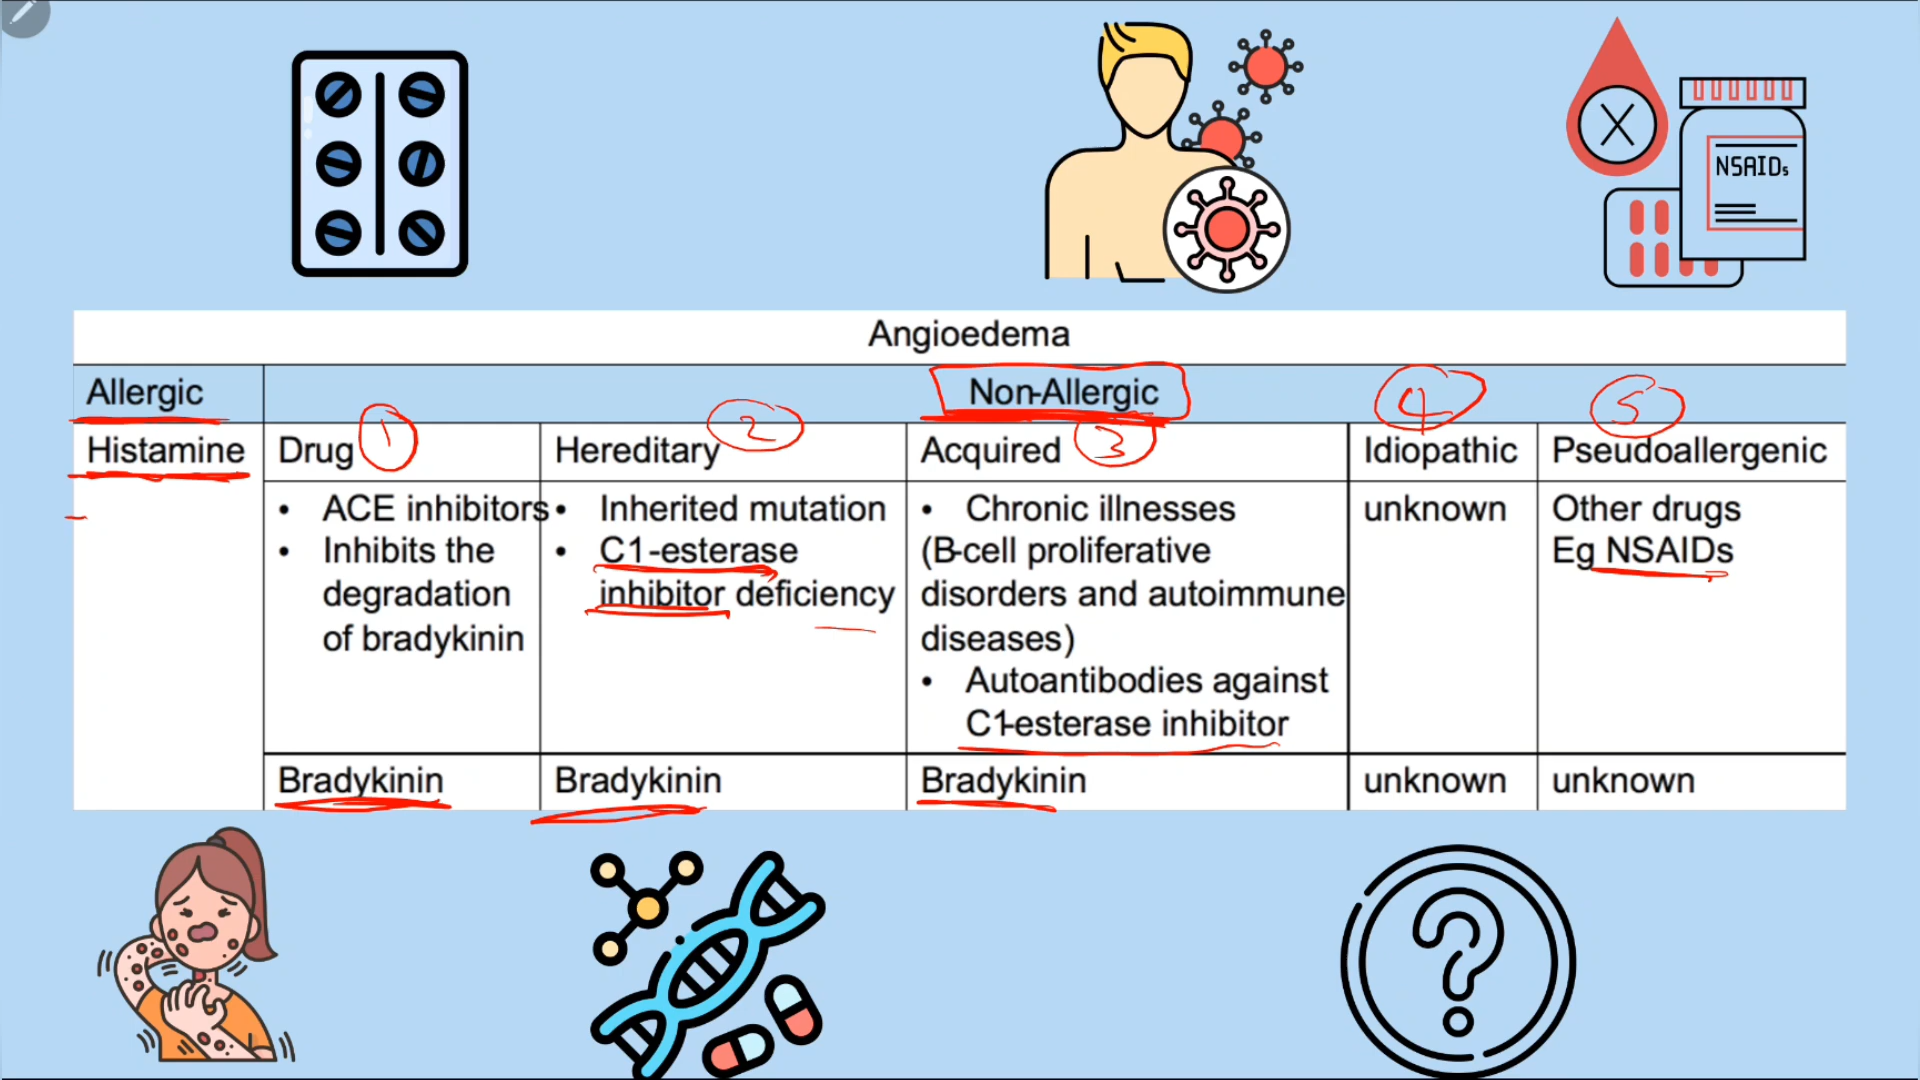 NSAIDs
Angioedema
Allergic
Non-Allergic
4
5
Histamine
Drug
1
Hereditary
2
Acquired
3
Idiopathic
Pseudoallergenic
• ACE inhibitors
• Inhibits the
degradation
of bradykinin
• Inherited mutation
• C1-esterase
inhibitor deficiency
• Chronic illnesses
(B-cell proliferative
disorders and autoimmune
diseases)
• Autoantibodies against
C1-esterase inhibitor
unknown
Other drugs
Eg NSAIDs
Bradykinin
Bradykinin
Bradykinin
unknown
unknown